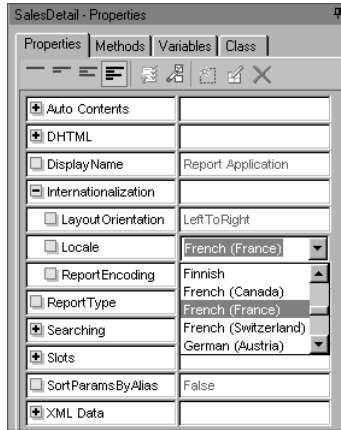 SalesDetail - Properties
Properties Methods Variables Class
Auto Contents
DHTML
DisplayName Report Application
Internationalization
LayoutOrientation LeftToRight
Locale French (France)
ReportEncoding Finnish
French (Canada)
ReportType French (France)
Searching French (Switzerland)
Slots German (Austria)
SortParamsByAlias False
XML Data